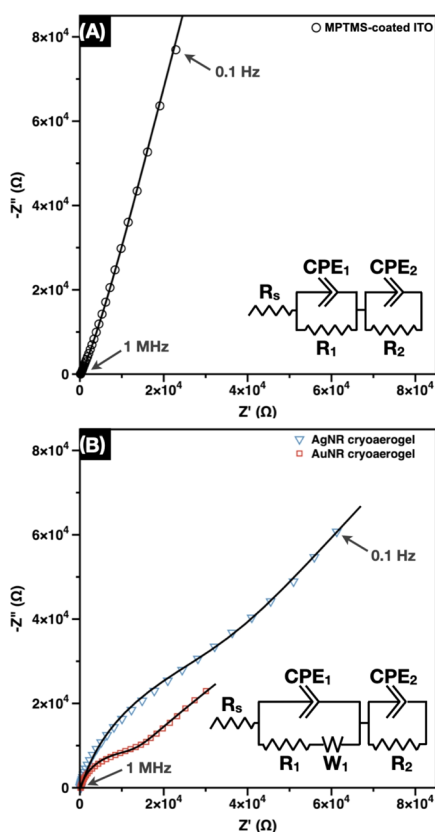 (A)
MPTMS-coated ITO
8×10⁴
0.1 Hz
6×10⁴
-Z'' (Ω)
4×10⁴
CPE₁ CPE₂
2×10⁴
Rₛ
1 MHz
R₁ R₂
0
0 2×10⁴ 4×10⁴ 6×10⁴ 8×10⁴
Z' (Ω)
(B)
AgNR cryoaerogel
AuNR cryoaerogel
8×10⁴
6×10⁴
0.1 Hz
-Z'' (Ω)
4×10⁴
CPE₁ CPE₂
2×10⁴
Rₛ
1 MHz
R₁ W₁ R₂
0
0 2×10⁴ 4×10⁴ 6×10⁴ 8×10⁴
Z' (Ω)